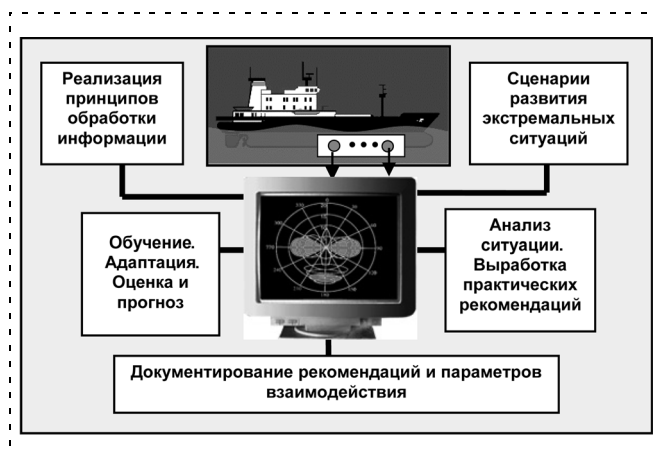 Реализация
принципов
обработки
информации
Сценарии
развития
экстремальных
ситуаций
Обучение.
Адаптация.
Оценка и
прогноз
Анализ
ситуации.
Выработка
практических
рекомендаций
Документирование рекомендаций и параметров
взаимодействия